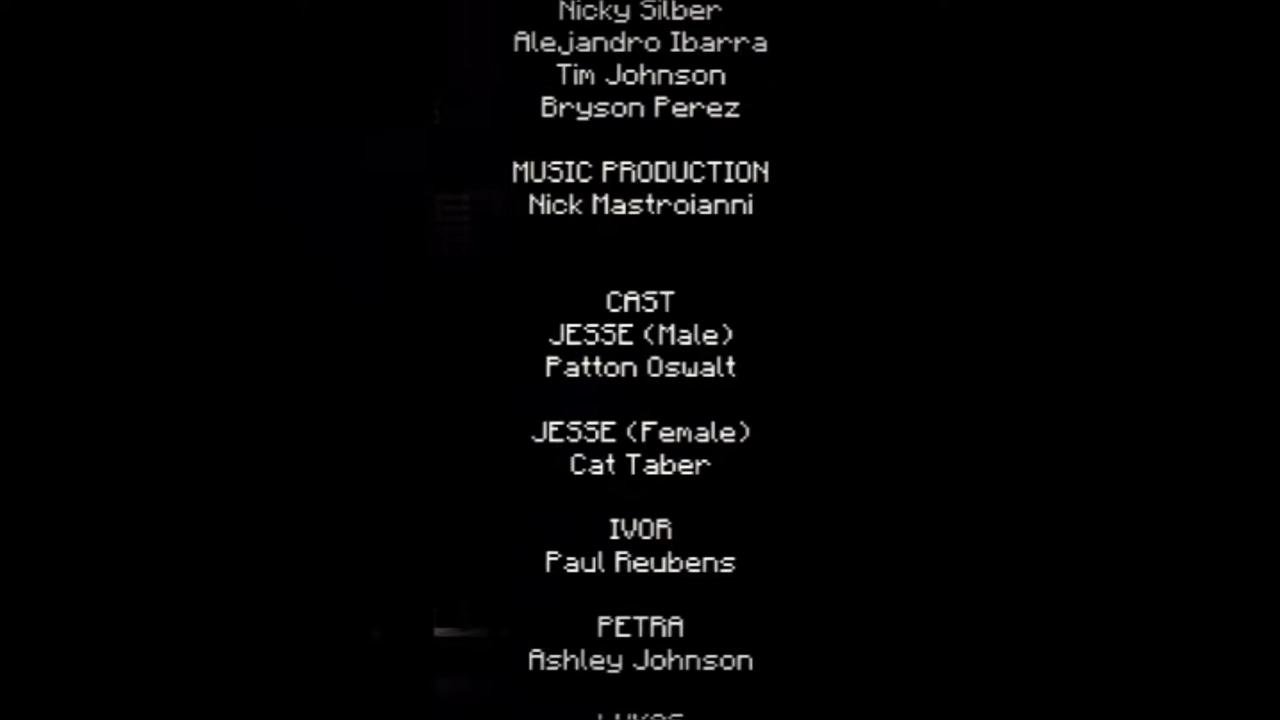 Nicky Silber
Alejandro Ibarra
Tim Johnson
Bryson Perez
MUSIC PRODUCTION
Nick Mastroianni
CAST
JESSE (Male)
Patton Oswalt
JESSE (Female)
Cat Taber
IVOR
Paul Reubens
PETRA
Ashley Johnson